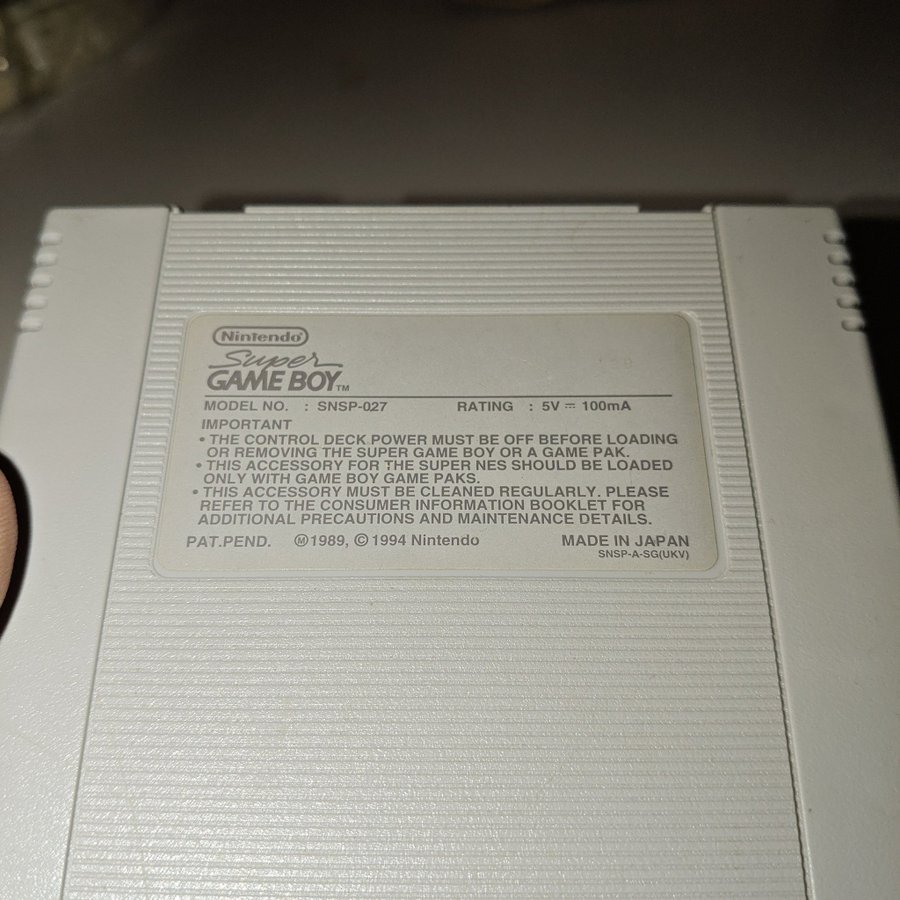 Nintendo®
Super
GAME BOY™
MODEL NO. : SNSP-027 RATING : 5V ⎓ 100mA
IMPORTANT
• THE CONTROL DECK POWER MUST BE OFF BEFORE LOADING
OR REMOVING THE SUPER GAME BOY OR A GAME PAK.
• THIS ACCESSORY FOR THE SUPER NES SHOULD BE LOADED
ONLY WITH GAME BOY GAME PAKS.
• THIS ACCESSORY MUST BE CLEANED REGULARLY. PLEASE
REFER TO THE CONSUMER INFORMATION BOOKLET FOR
ADDITIONAL PRECAUTIONS AND MAINTENANCE DETAILS.
PAT.PEND. Ⓜ1989, ©1994 Nintendo MADE IN JAPAN
SNSP-A-SG(UKV)